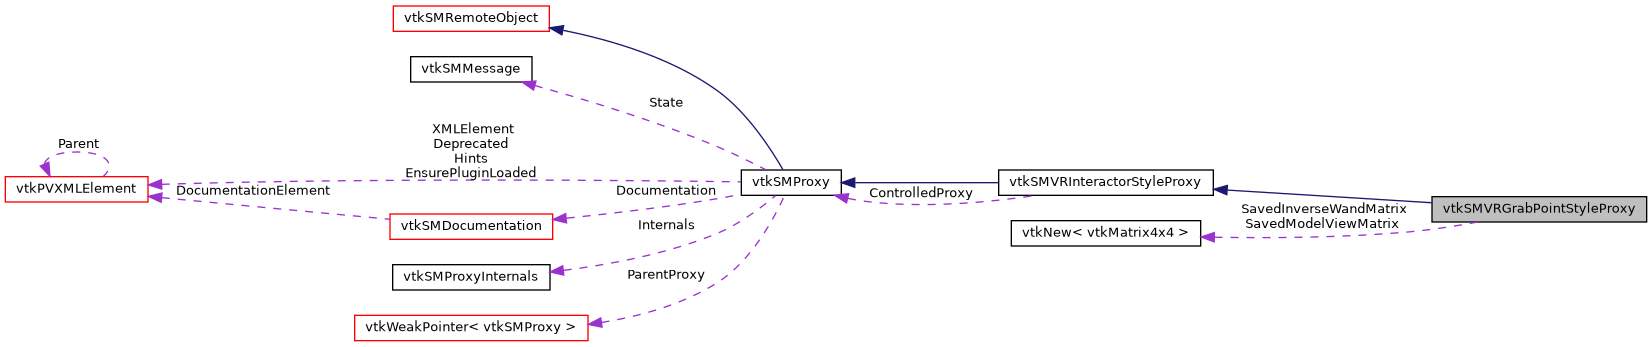 vtkSMRemoteObject
vtkSMMessage
State
XMLElement
Deprecated
Hints
EnsurePluginLoaded
Parent
vtkPVXMLElement
DocumentationElement
Documentation
vtkSMProxy
ControlledProxy
vtkSMVRInteractorStyleProxy
SavedInverseWandMatrix
SavedModelViewMatrix
vtkSMVRGrabPointStyleProxy
vtkSMDocumentation
Internals
vtkNew< vtkMatrix4x4 >
vtkSMProxyInternals
ParentProxy
vtkWeakPointer< vtkSMProxy >